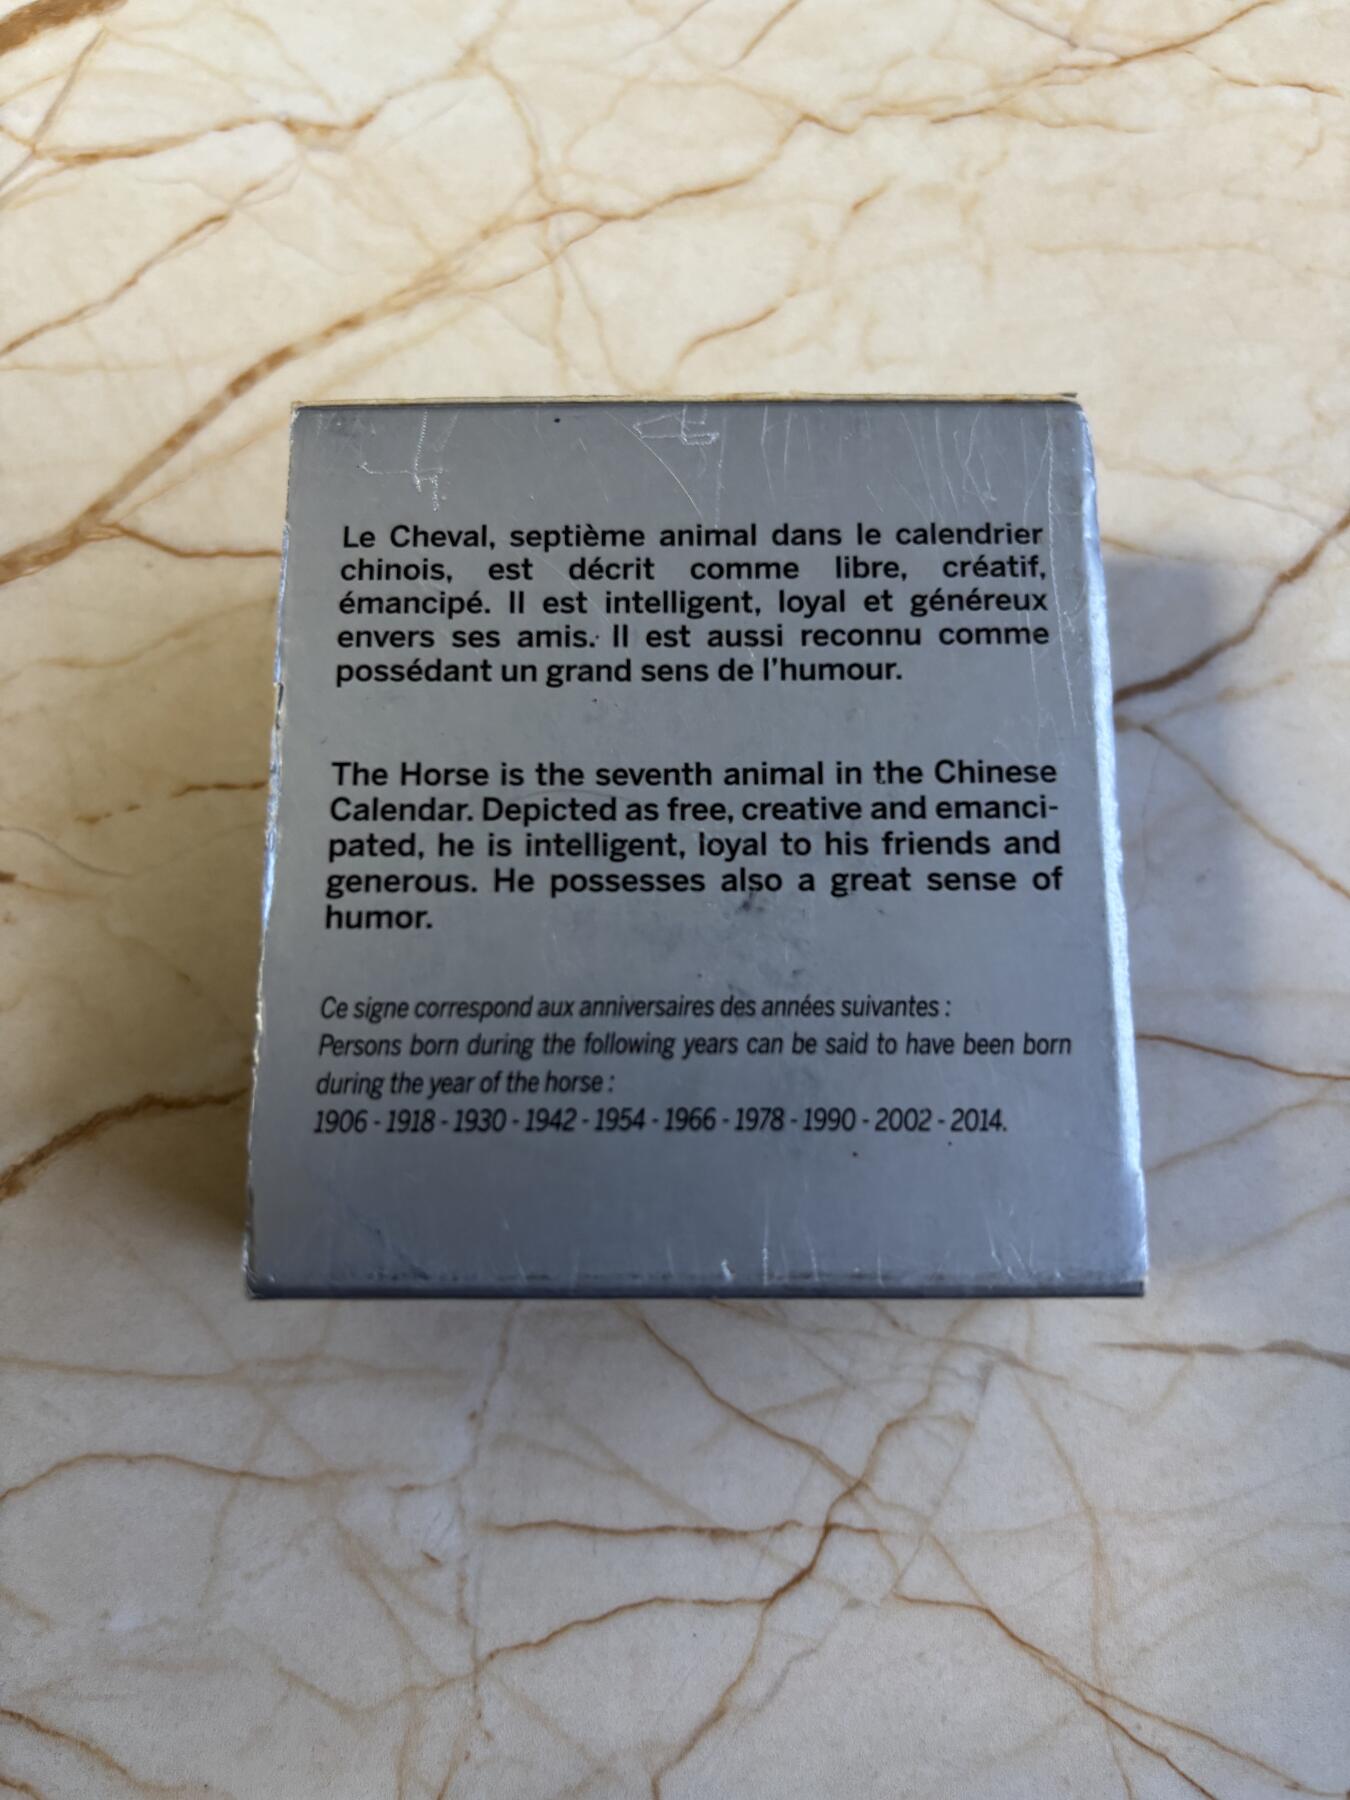 Le Cheval, septième animal dans le calendrier
chinois, est décrit comme libre, créatif,
émancipé. Il est intelligent, loyal et généreux
envers ses amis. Il est aussi reconnu comme
possédant un grand sens de l'humour.
The Horse is the seventh animal in the Chinese
Calendar. Depicted as free, creative and emanci-
pated, he is intelligent, loyal to his friends and
generous. He possesses also a great sense of
humor.
Ce signe correspond aux anniversaires des années suivantes :
Persons born during the following years can be said to have been born
during the year of the horse :
1906 - 1918 - 1930 - 1942 - 1954 - 1966 - 1978 - 1990 - 2002 - 2014.